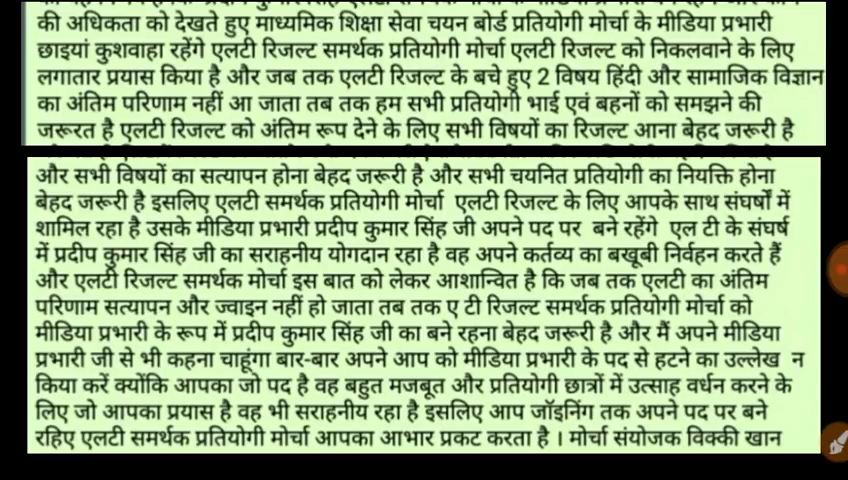 की अधिकता को देखते हुए माध्यमिक शिक्षा सेवा चयन बोर्ड प्रतियोगी मोर्चा के मीडिया प्रभारी
छाइयां कुशवाहा रहेंगे एलटी रिजल्ट समर्थक प्रतियोगी मोर्चा एलटी रिजल्ट को निकलवाने के लिए
लगातार प्रयास किया है और जब तक एलटी रिजल्ट के बचे हुए 2 विषय हिंदी और सामाजिक विज्ञान
का अंतिम परिणाम नहीं आ जाता तब तक हम सभी प्रतियोगी भाई एवं बहनों को समझने की
जरूरत है एलटी रिजल्ट को अंतिम रूप देने के लिए सभी विषयों का रिजल्ट आना बेहद जरूरी है
और सभी विषयों का सत्यापन होना बेहद जरूरी है और सभी चयनित प्रतियोगी का नियक्ति होना
बेहद जरूरी है इसलिए एलटी समर्थक प्रतियोगी मोर्चा एलटी रिजल्ट के लिए आपके साथ संघर्षों में
शामिल रहा है उसके मीडिया प्रभारी प्रदीप कुमार सिंह जी अपने पद पर बने रहेंगे एल टी के संघर्ष
में प्रदीप कुमार सिंह जी का सराहनीय योगदान रहा है वह अपने कर्तव्य का बखूबी निर्वहन करते हैं
और एलटी रिजल्ट समर्थक मोर्चा इस बात को लेकर आशान्वित है कि जब तक एलटी का अंतिम
परिणाम सत्यापन और ज्वाइन नहीं हो जाता तब तक ए टी रिजल्ट समर्थक प्रतियोगी मोर्चा को
मीडिया प्रभारी के रूप में प्रदीप कुमार सिंह जी का बने रहना बेहद जरूरी है और मैं अपने मीडिया
प्रभारी जी से भी कहना चाहूंगा बार-बार अपने आप को मीडिया प्रभारी के पद से हटने का उल्लेख न
किया करें क्योंकि आपका जो पद है वह बहुत मजबूत और प्रतियोगी छात्रों में उत्साह वर्धन करने के
लिए जो आपका प्रयास है वह भी सराहनीय रहा है इसलिए आप जॉइनिंग तक अपने पद पर बने
रहिए एलटी समर्थक प्रतियोगी मोर्चा आपका आभार प्रकट करता है । मोर्चा संयोजक विक्की खान